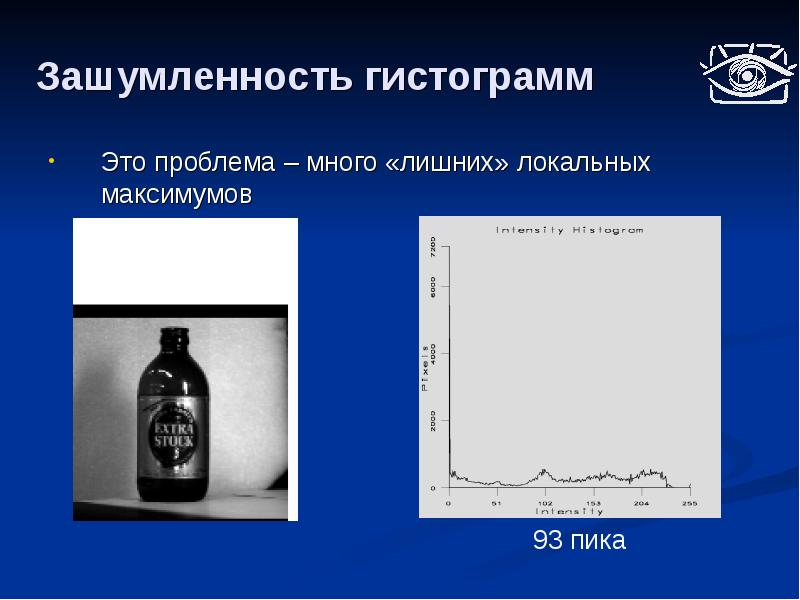 Зашумленность гистограмм
• Это проблема – много «лишних» локальных
максимумов
EXTRA
STOCK
Intensity Histogram
7200
6000
4000
2000
0
Pixels
0 51 102 153 204 255
Intensity
93 пика